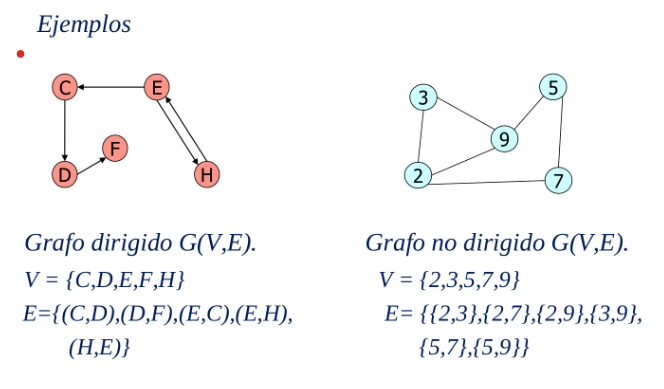 Ejemplos
C
E
F
D
H
3
5
9
2
7
Grafo dirigido G(V,E).
V = {C,D,E,F,H}
E={(C,D),(D,F),(E,C),(E,H),
(H,E)}
Grafo no dirigido G(V,E).
V = {2,3,5,7,9}
E= {{2,3},{2,7},{2,9},{3,9},
{5,7},{5,9}}